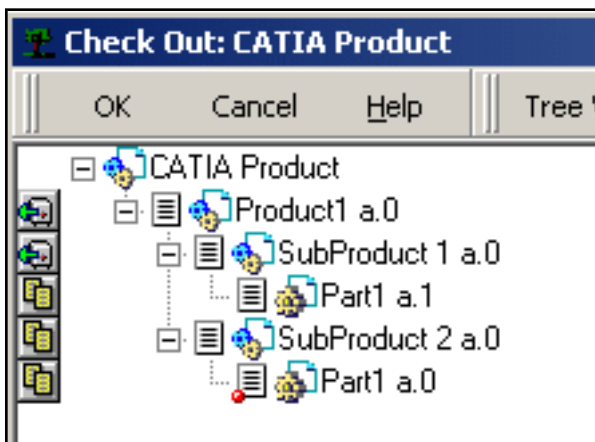 Check Out: CATIA Product
OK Cancel Help Tree
CATIA Product
Product1 a.0
SubProduct 1 a.0
Part1 a.1
SubProduct 2 a.0
Part1 a.0